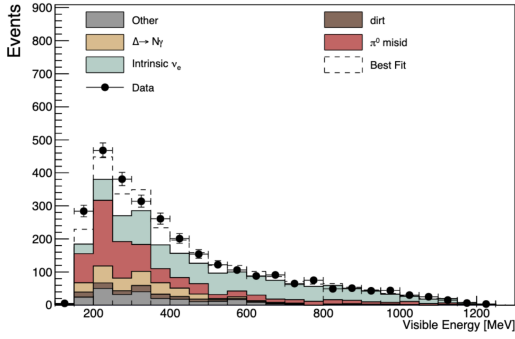 Events
900
800
700
600
500
400
300
200
100
0
Other
Δ→ Nγ
Intrinsic νe
Data
dirt
π⁰ misid
Best Fit
200 400 600 800 1000 1200
Visible Energy [MeV]